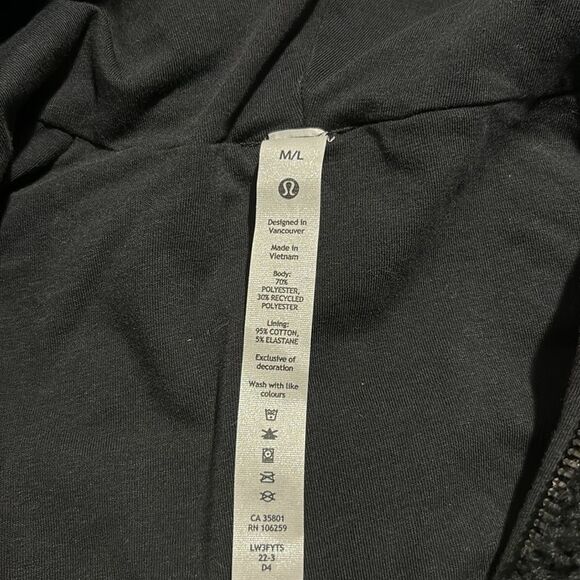 M/L
Designed in
Vancouver
Made in
Vietnam
Body:
70%
POLYESTER,
30% RECYCLED
POLYESTER
Lining:
95% COTTON,
5% ELASTANE
Exclusive of
decoration
Wash with like
colours
CA 35801
RN 106259
LW3FYTS
22-3
D4